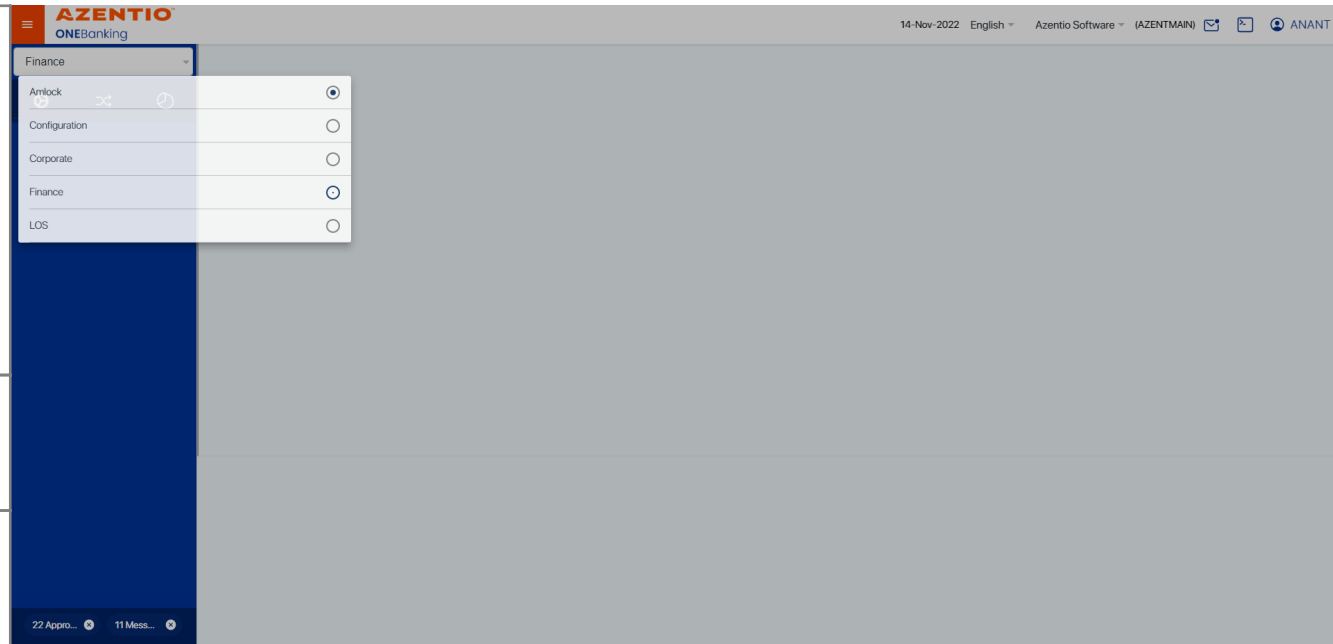 AZENTIO™
ONEBanking
14-Nov-2022 English Azentio Software (AZENTMAIN) ANANT
Finance
Amlock
Configuration
Corporate
Finance
LOS
22 Appro... 11 Mess...